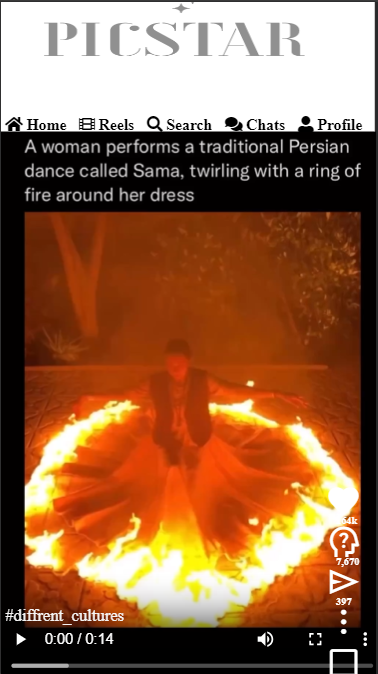 PICSTAR
Home Reels Search Chats Profile
A woman performs a traditional Persian
dance called Sama, twirling with a ring of
fire around her dress
?
7,670
397
#diffrent_cultures
0:00 / 0:14